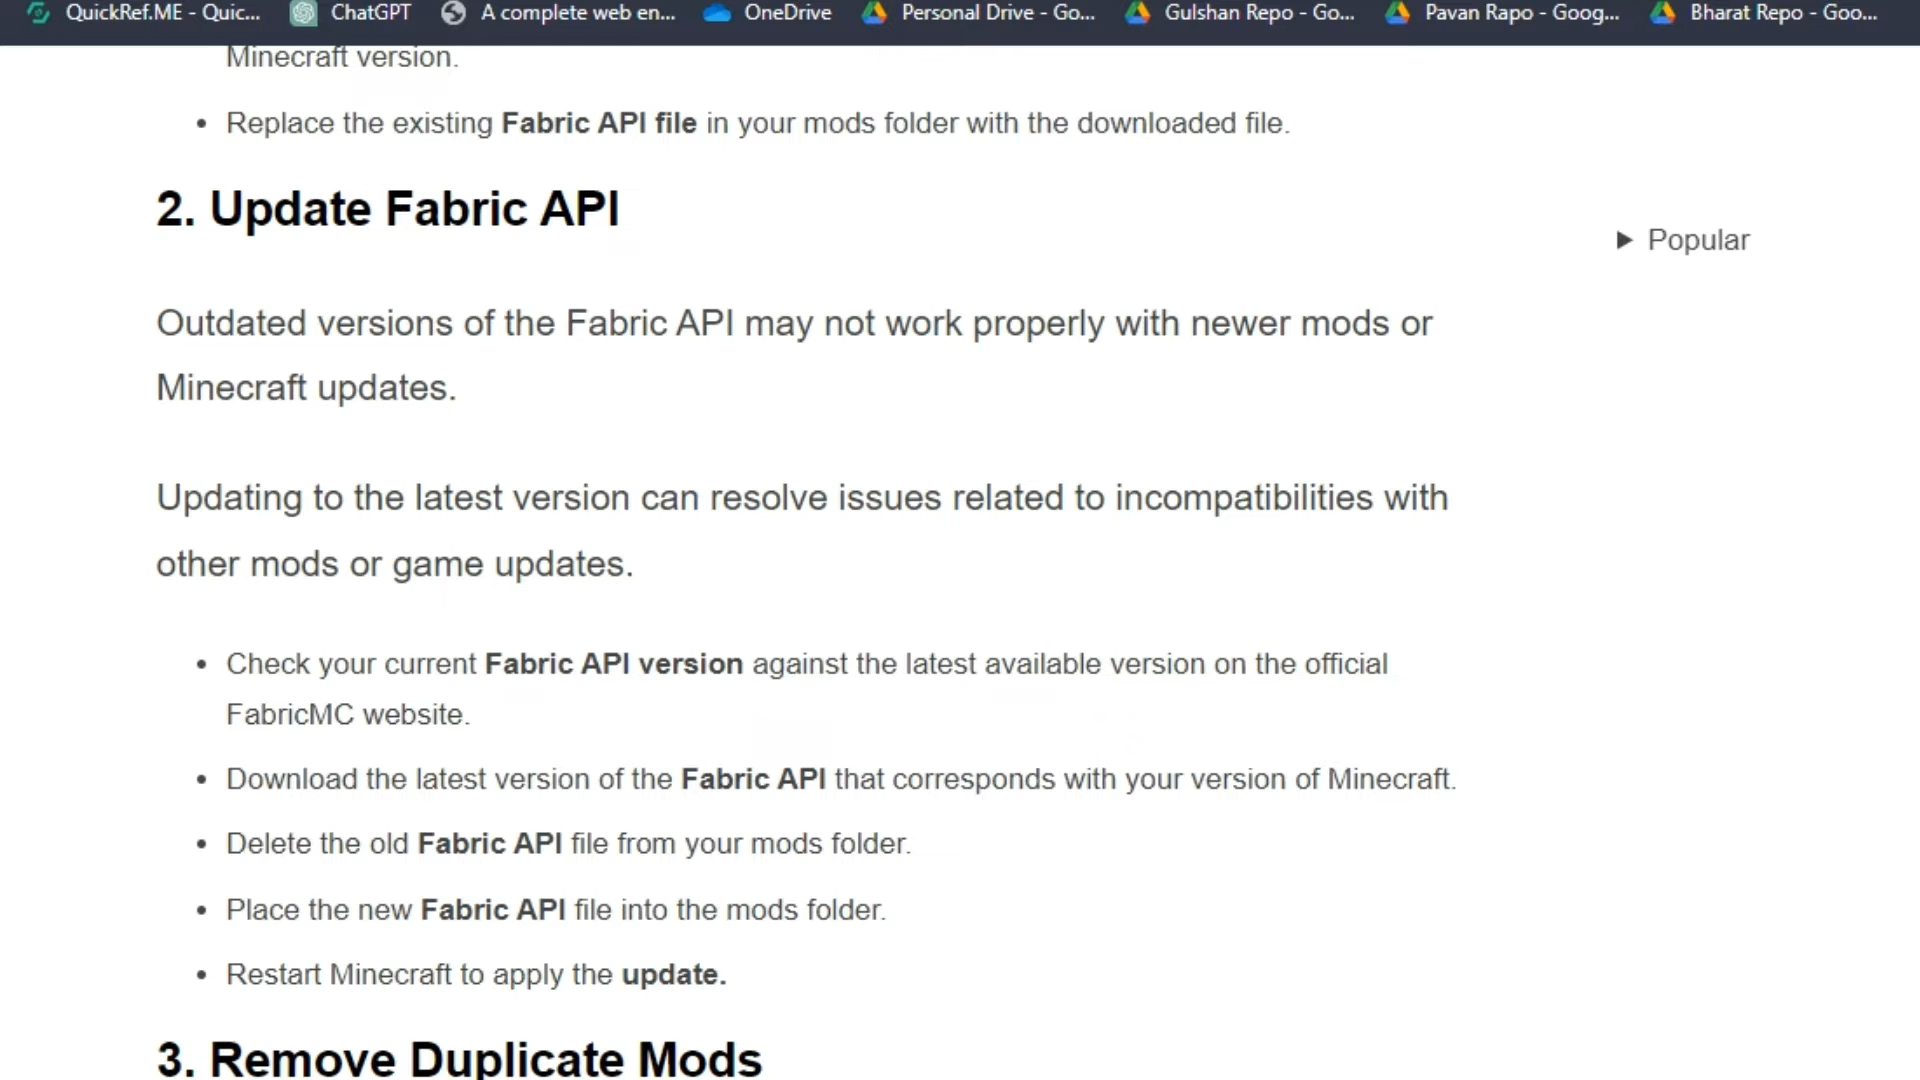 QuickRef.ME - Quic... ChatGPT A complete web en... OneDrive Personal Drive - Go... Gulshan Repo - Go... Pavan Rapo - Goog... Bharat Repo - Goo...
Minecraft version.
• Replace the existing Fabric API file in your mods folder with the downloaded file.
2. Update Fabric API
► Popular
Outdated versions of the Fabric API may not work properly with newer mods or
Minecraft updates.
Updating to the latest version can resolve issues related to incompatibilities with
other mods or game updates.
• Check your current Fabric API version against the latest available version on the official
FabricMC website.
• Download the latest version of the Fabric API that corresponds with your version of Minecraft.
• Delete the old Fabric API file from your mods folder.
• Place the new Fabric API file into the mods folder.
• Restart Minecraft to apply the update.
3. Remove Duplicate Mods